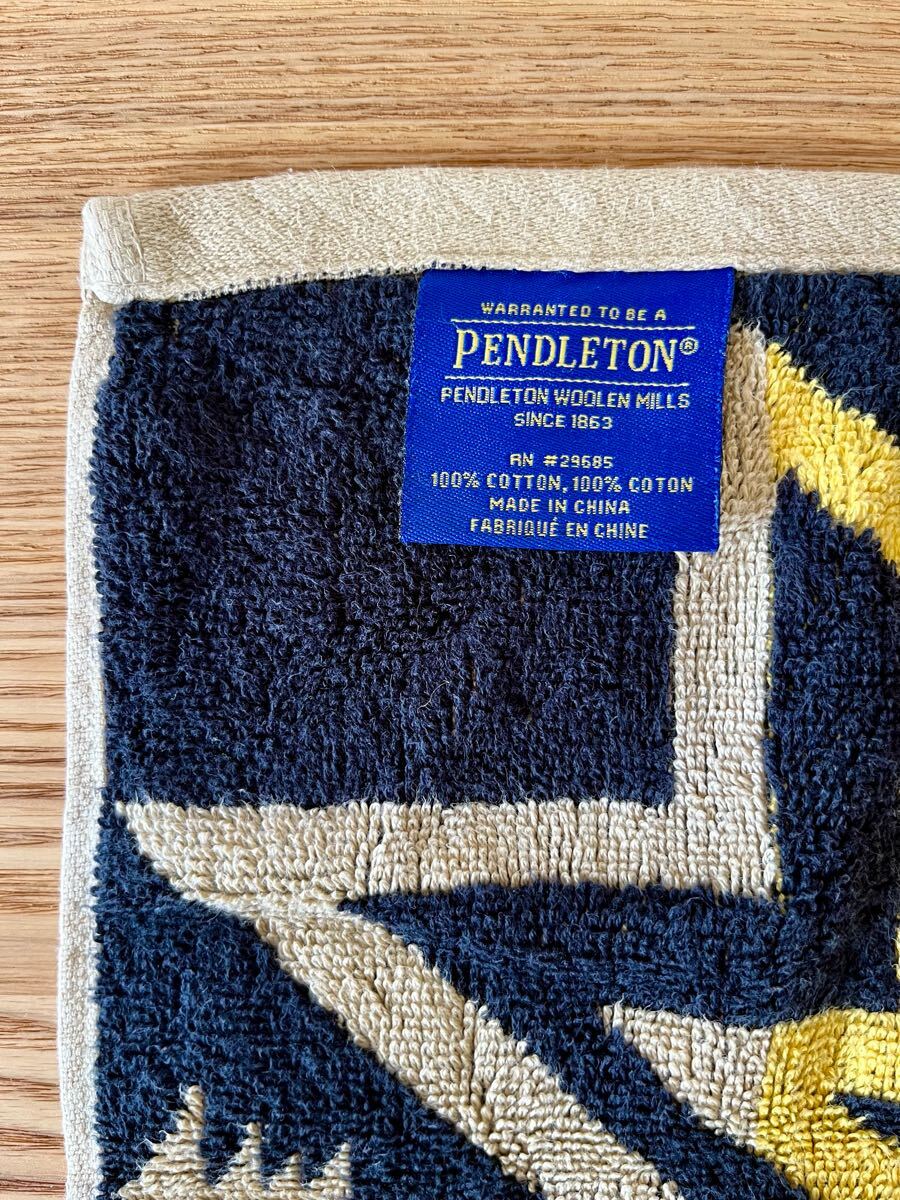 WARRANTED TO BE A
PENDLETON®
PENDLETON WOOLEN MILLS
SINCE 1863
RN #29685
100% COTTON, 100% COTON
MADE IN CHINA
FABRIQUÉ EN CHINE